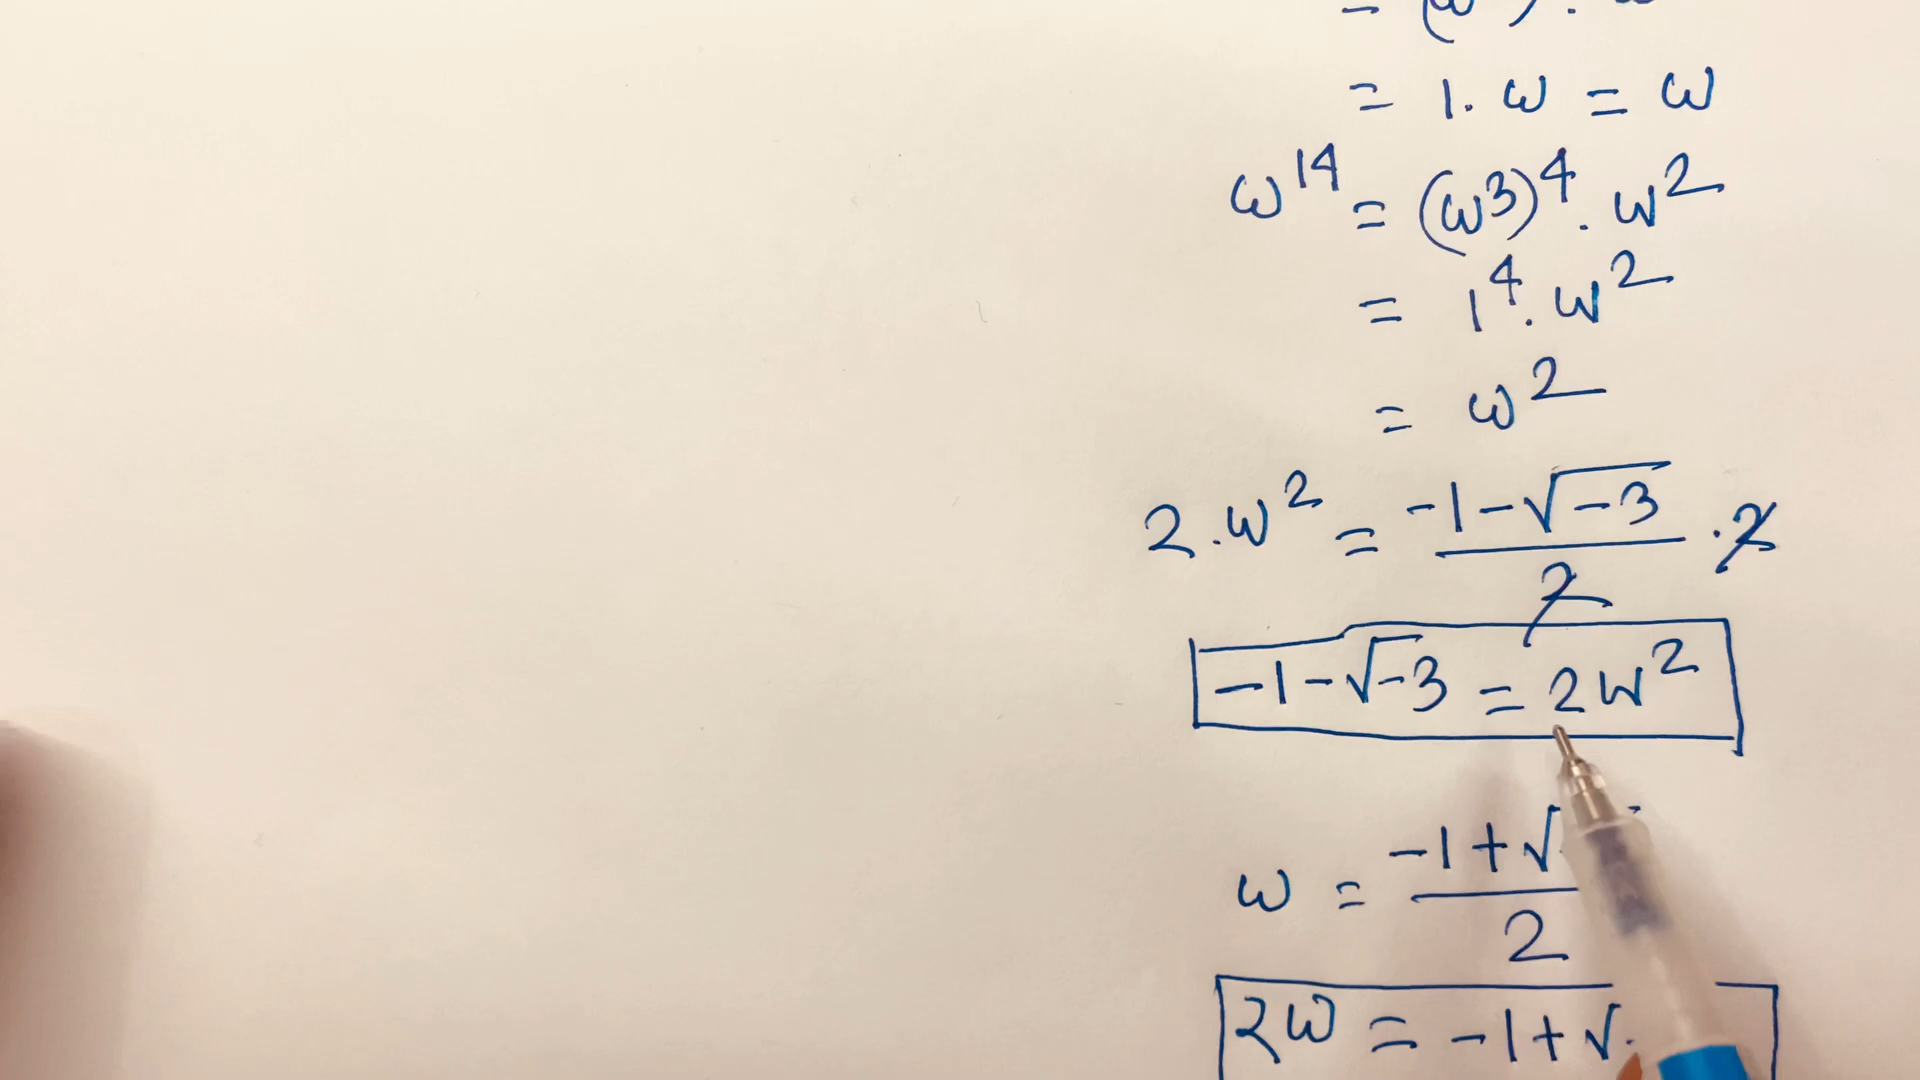 = 1. ω = ω
ω^14 = (ω^3)^4 . ω^2
= 1^4 . ω^2
= ω^2
2 . ω^2 = (-1-√-3)/2 . 2
-1-√-3 = 2ω^2
ω = (-1+√)/2
2ω = -1+√